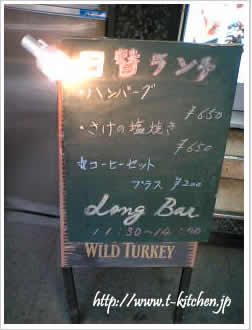 日替ランチ
・ハンバーグ
¥650
・さけの塩焼き
¥650
☆コーヒーセット
プラス ¥200
Long Bar
11:30～14:00
WILD TURKEY
http://www.t-kitchen.jp/